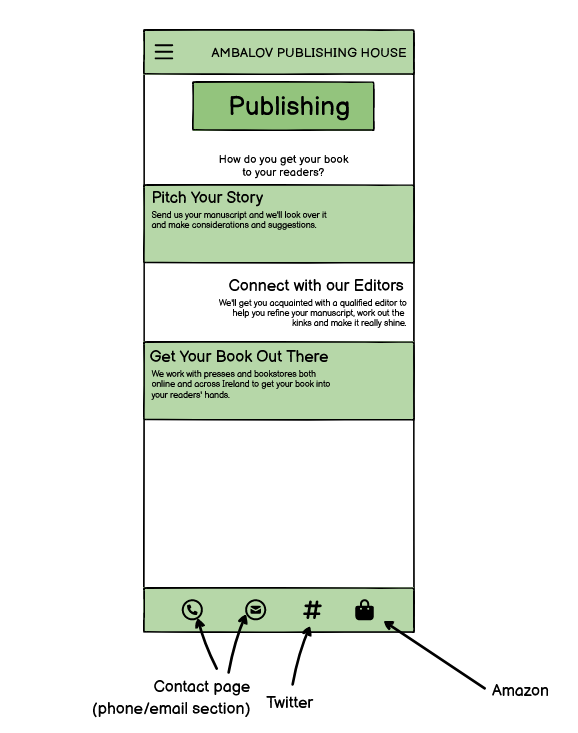 AMBALOV PUBLISHING HOUSE
Publishing
How do you get your book
to your readers?
Pitch Your Story
Send us your manuscript and we'll look over it
and make considerations and suggestions.
Connect with our Editors
We'll get you acquainted with a qualified editor to
help you refine your manuscript, work out the
kinks and make it really shine.
Get Your Book Out There
We work with presses and bookstores both
online and across Ireland to get your book into
your readers' hands.
#
Contact page
(phone/email section)
Twitter
Amazon